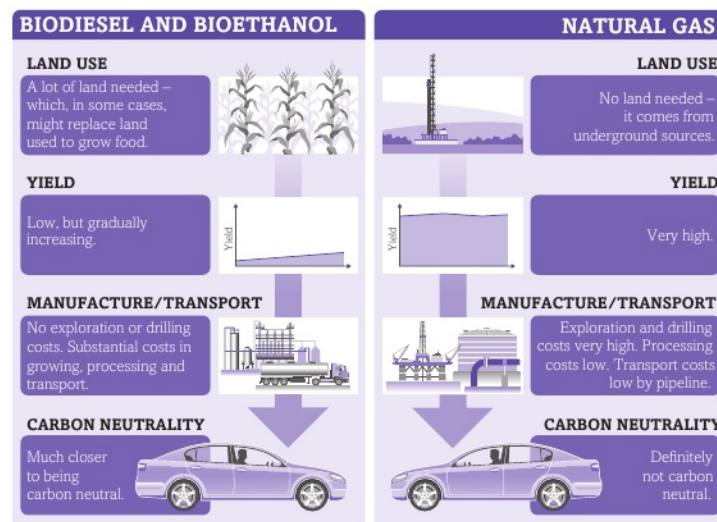 BIODIESEL AND BIOETHANOL
LAND USE
A lot of land needed –
which, in some cases,
might replace land
used to grow food.
YIELD
Low, but gradually
increasing.
Yield
MANUFACTURE/TRANSPORT
No exploration or drilling
costs. Substantial costs in
growing, processing and
transport.
CARBON NEUTRALITY
Much closer
to being
carbon neutral.
NATURAL GAS
LAND USE
No land needed –
it comes from
underground sources.
YIELD
Yield
Very high.
MANUFACTURE/TRANSPORT
Exploration and drilling
costs very high. Processing
costs low. Transport costs
low by pipeline.
CARBON NEUTRALITY
Definitely
not carbon
neutral.